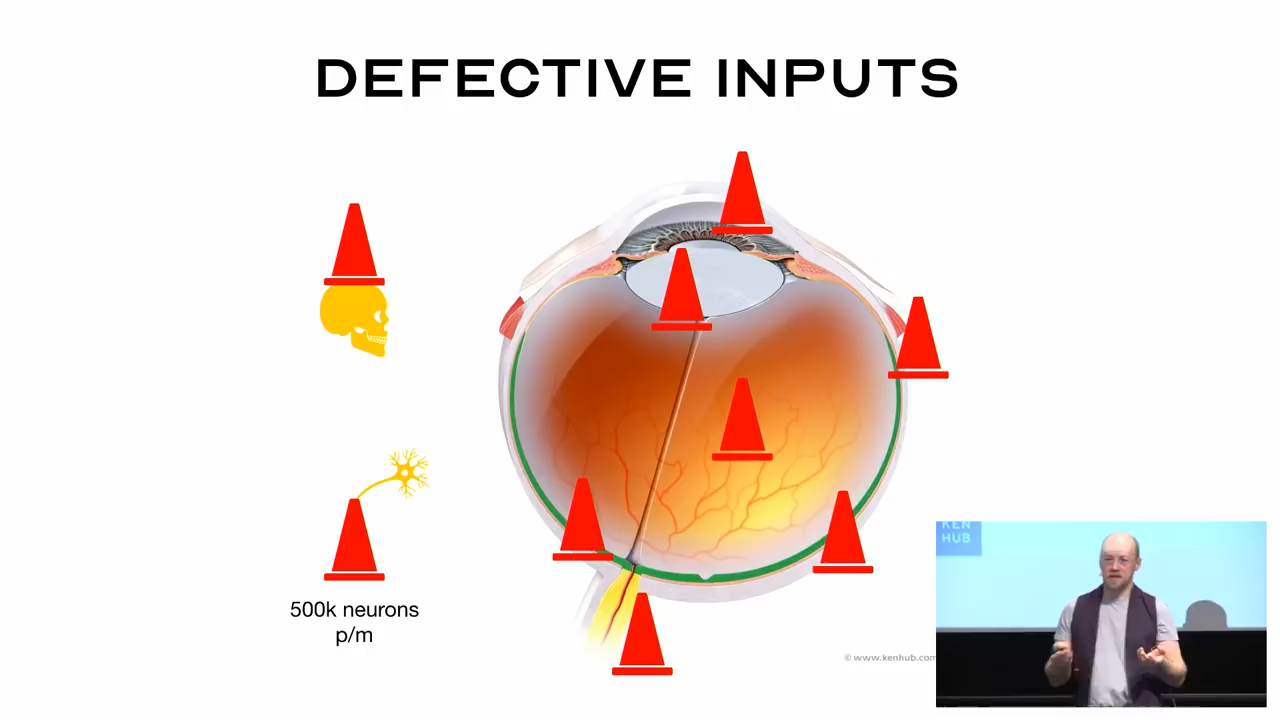 DEFECTIVE INPUTS
500k neurons
p/m
© www.kenhub.com
KEN
HUB